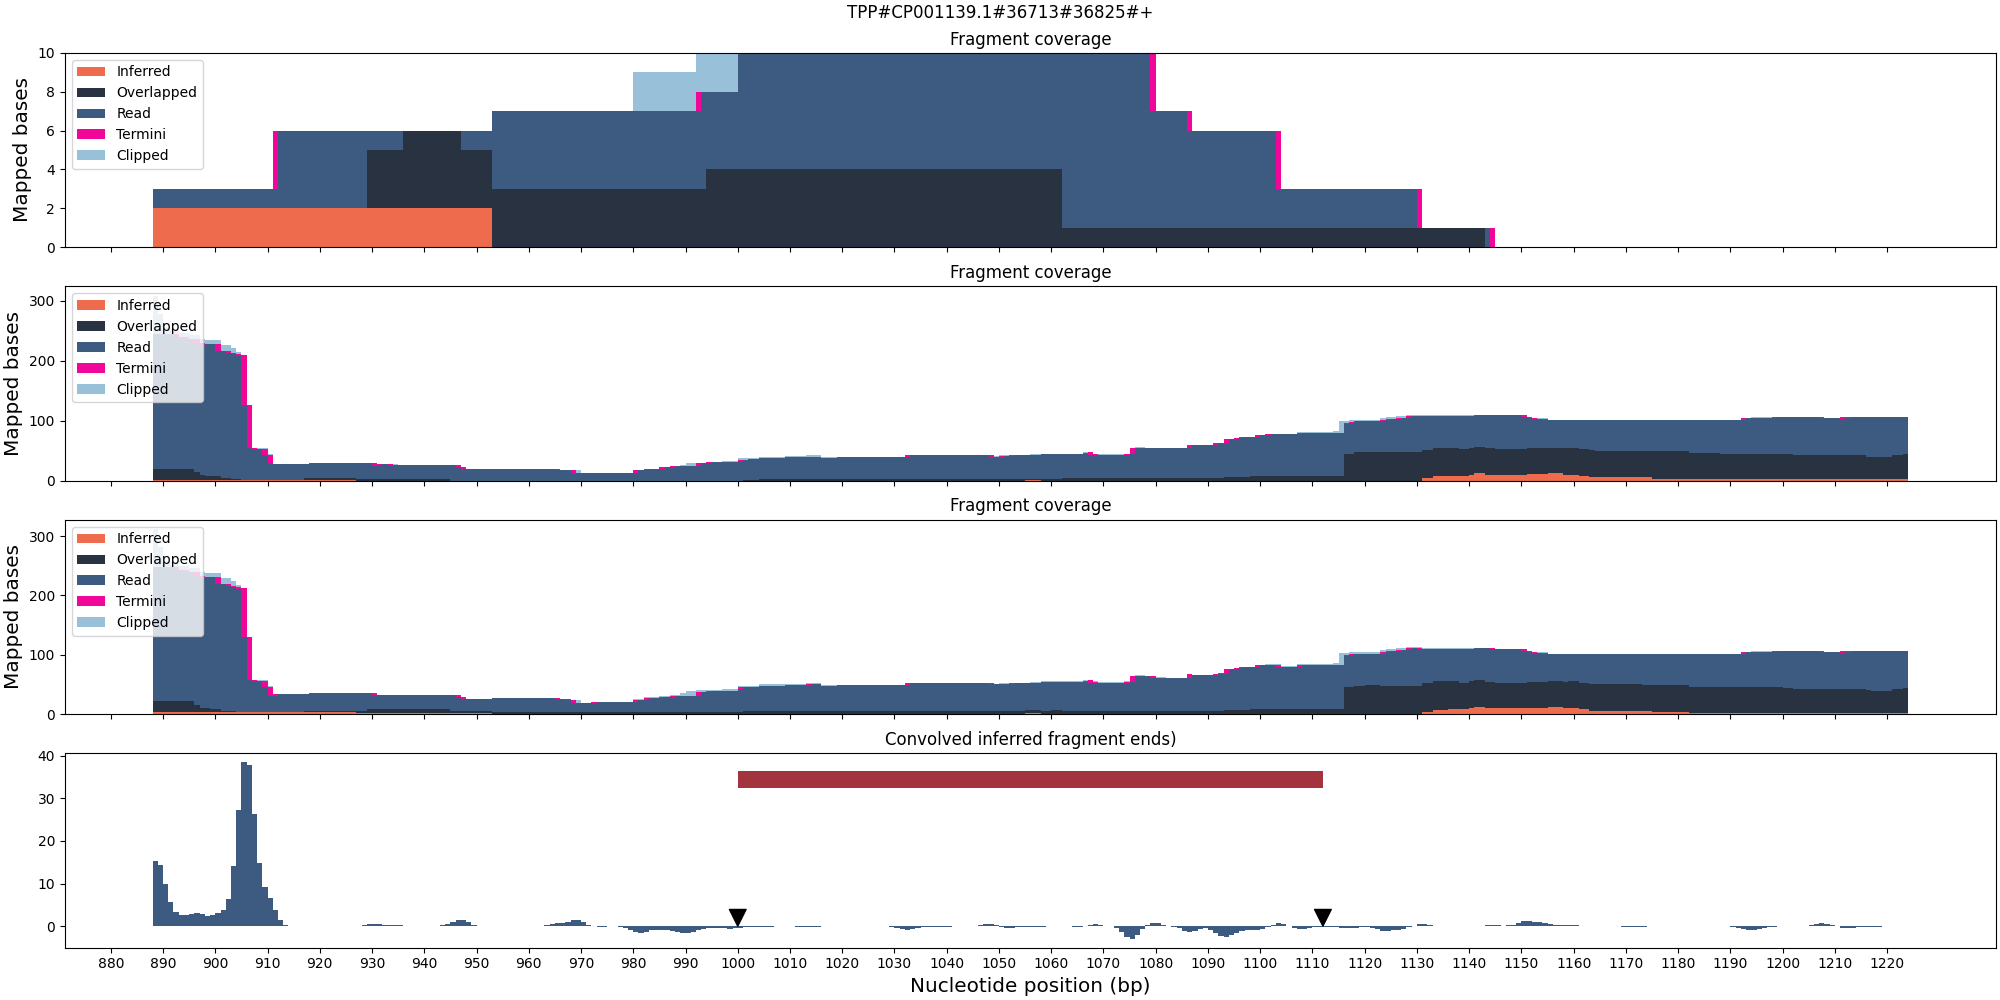 TPP#CP001139.1#36713#36825#+
Fragment coverage
Mapped bases
10
8
6
4
2
0
Inferred
Overlapped
Read
Termini
Clipped
Fragment coverage
Mapped bases
300
200
100
0
Inferred
Overlapped
Read
Termini
Clipped
Fragment coverage
Mapped bases
300
200
100
0
Inferred
Overlapped
Read
Termini
Clipped
Convolved inferred fragment ends)
40
30
20
10
0
880 890 900 910 920 930 940 950 960 970 980 990 1000 1010 1020 1030 1040 1050 1060 1070 1080 1090 1100 1110 1120 1130 1140 1150 1160 1170 1180 1190 1200 1210 1220
Nucleotide position (bp)